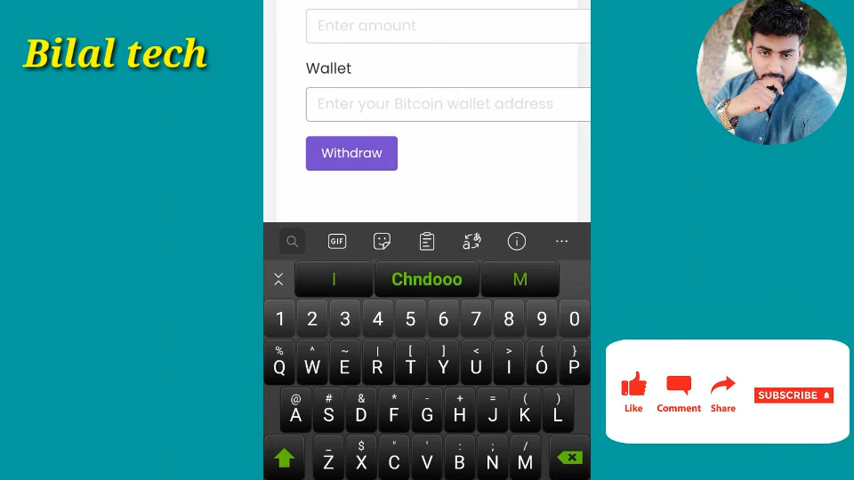 Bilal tech
Enter amount
Wallet
Enter your Bitcoin wallet address
Withdraw
GIF
I Chndooo M
1 2 3 4 5 6 7 8 9 0
% ^ ~ | [ ] < > { }
Q W E R T Y U I O P
@ # & * - + = ( )
A S D F G H J K L
_ $ " ' : ; /
Z X C V B N M
Like Comment Share SUBSCRIBE